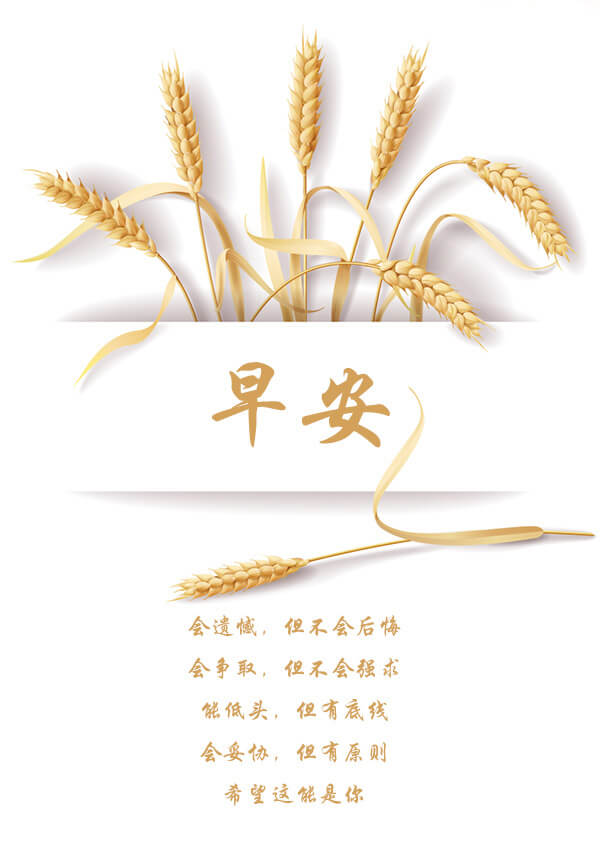 早安
会遗憾，但不会后悔
会争取，但不会强求
能低头，但有底线
会妥协，但有原则
希望这能是你